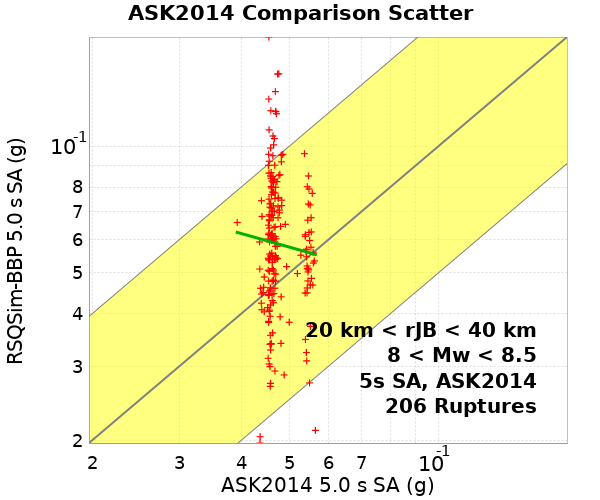 ASK2014 Comparison Scatter
RSQSim-BBP 5.0 s SA (g)
10-1
8
7
6
5
4
3
2
20 km < rJB < 40 km
8 < Mw < 8.5
5s SA, ASK2014
206 Ruptures
2 3 4 5 6 7 10-1
ASK2014 5.0 s SA (g)